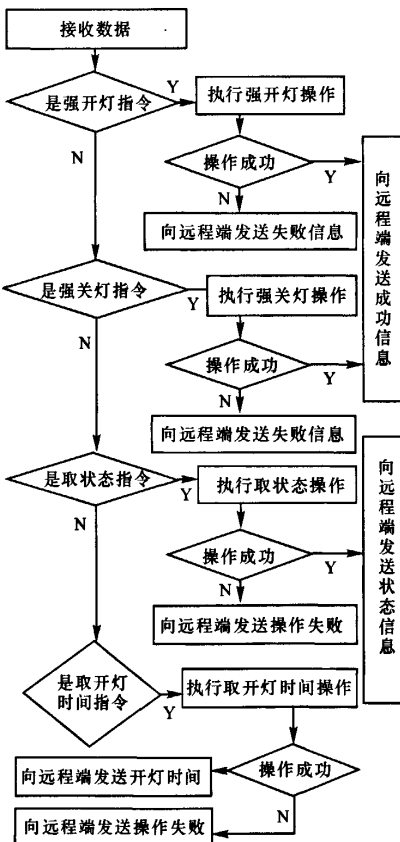 接收数据
是强开灯指令
Y
执行强开灯操作
N
操作成功
Y
N
向远程端发送失败信息
向远程端发送成功信息
是强关灯指令
Y
执行强关灯操作
N
操作成功
Y
N
向远程端发送失败信息
是取状态指令
Y
执行取状态操作
N
操作成功
Y
N
向远程端发送操作失败
向远程端发送状态信息
是取开灯
时间指令
Y
执行取开灯时间操作
操作成功
向远程端发送开灯时间
N
向远程端发送操作失败